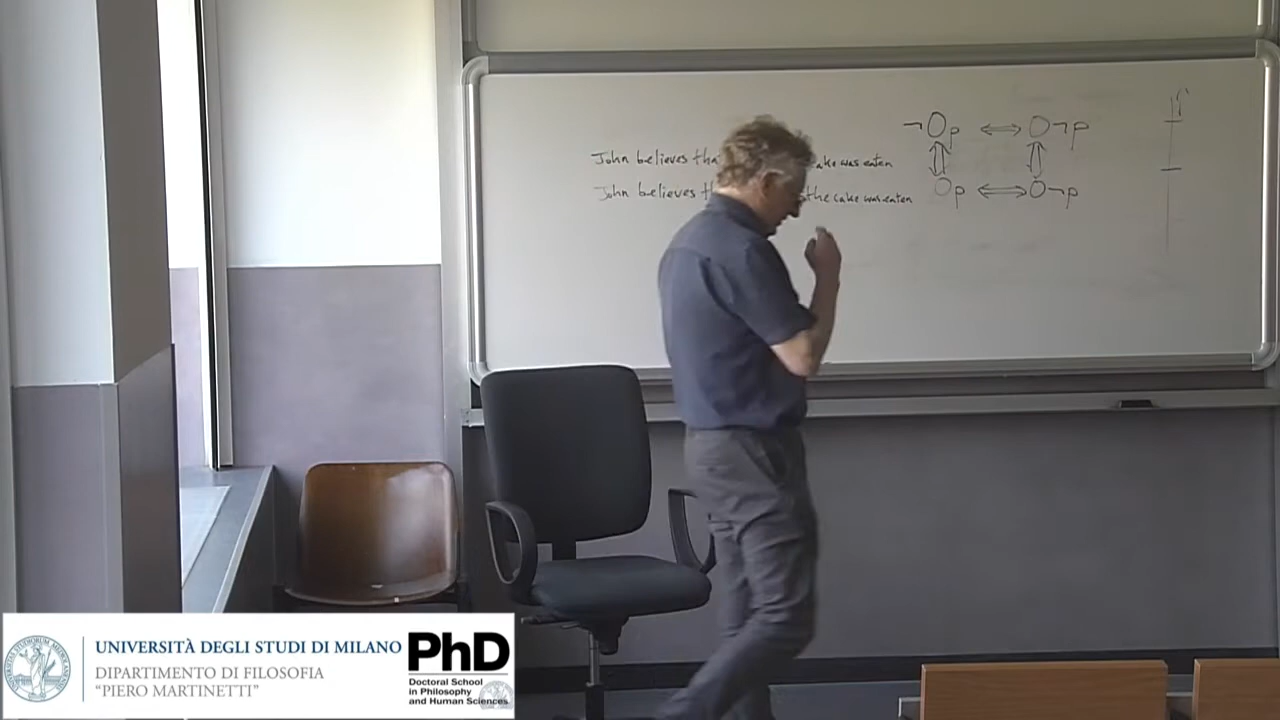 ¬Op ⇔ O¬p
John believes tha ake was eaten
⇕ ⇕
John believes th the cake was eaten Op ⇔ O¬p
UNIVERSITÀ DEGLI STUDI DI MILANO
DIPARTIMENTO DI FILOSOFIA
"PIERO MARTINETTI"
PhD
Doctoral School
in Philosophy
and Human Sciences